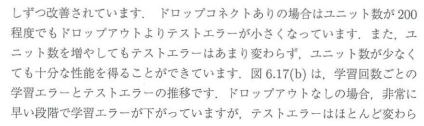 しずつ改善されています． ドロップコネクトありの場合はユニット数が 200
程度でもドロップアウトよりテストエラーが小さくなっています．また，ユ
ニット数を増やしてもテストエラーはあまり変わらず，ユニット数が少なく
ても十分な性能を得ることができています．図 6.17(b) は，学習回数ごとの
学習エラーとテストエラーの推移です．ドロップアウトなしの場合，非常に
早い段階で学習エラーが下がっていますが，テストエラーはほとんど変わら